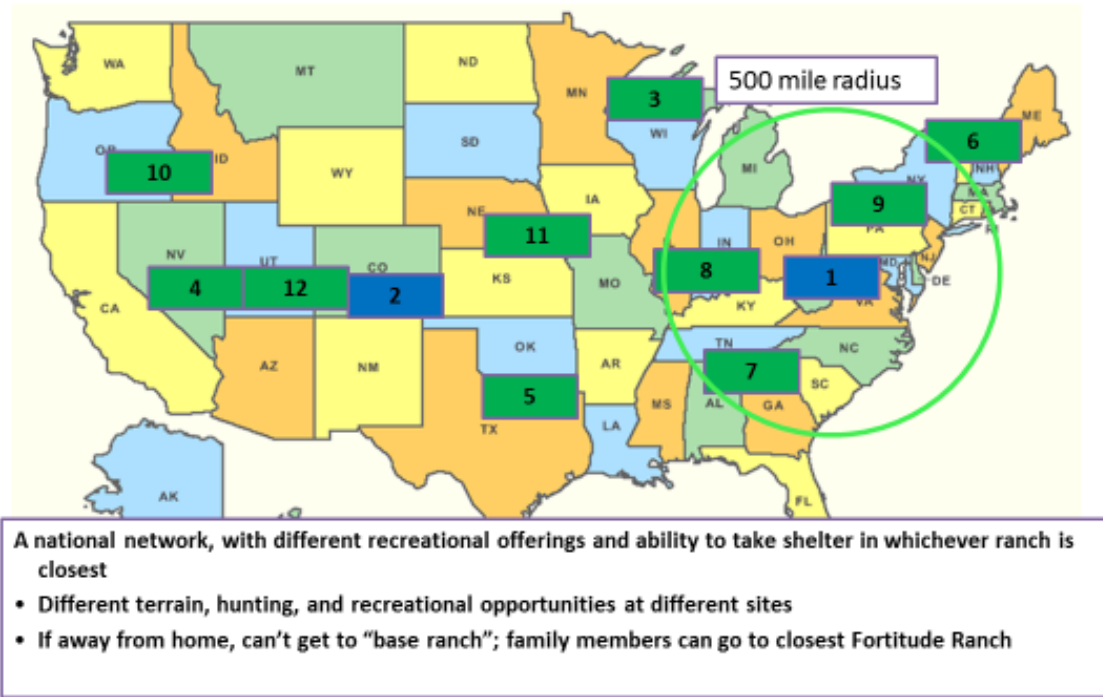 WA
MT
ND
MN
3
500 mile radius
ME
6
OR
ID
10
WY
SD
WI
MI
NY
NH
MA
CT
RI
9
PA
NE
IA
11
NV
UT
CO
4
12
2
KS
MO
IL
IN
OH
8
1
MD
NJ
DE
VA
KY
CA
AZ
NM
OK
AR
TN
NC
7
SC
5
TX
LA
MS
AL
GA
FL
AK
A national network, with different recreational offerings and ability to take shelter in whichever ranch is
closest
• Different terrain, hunting, and recreational opportunities at different sites
• If away from home, can’t get to “base ranch”; family members can go to closest Fortitude Ranch